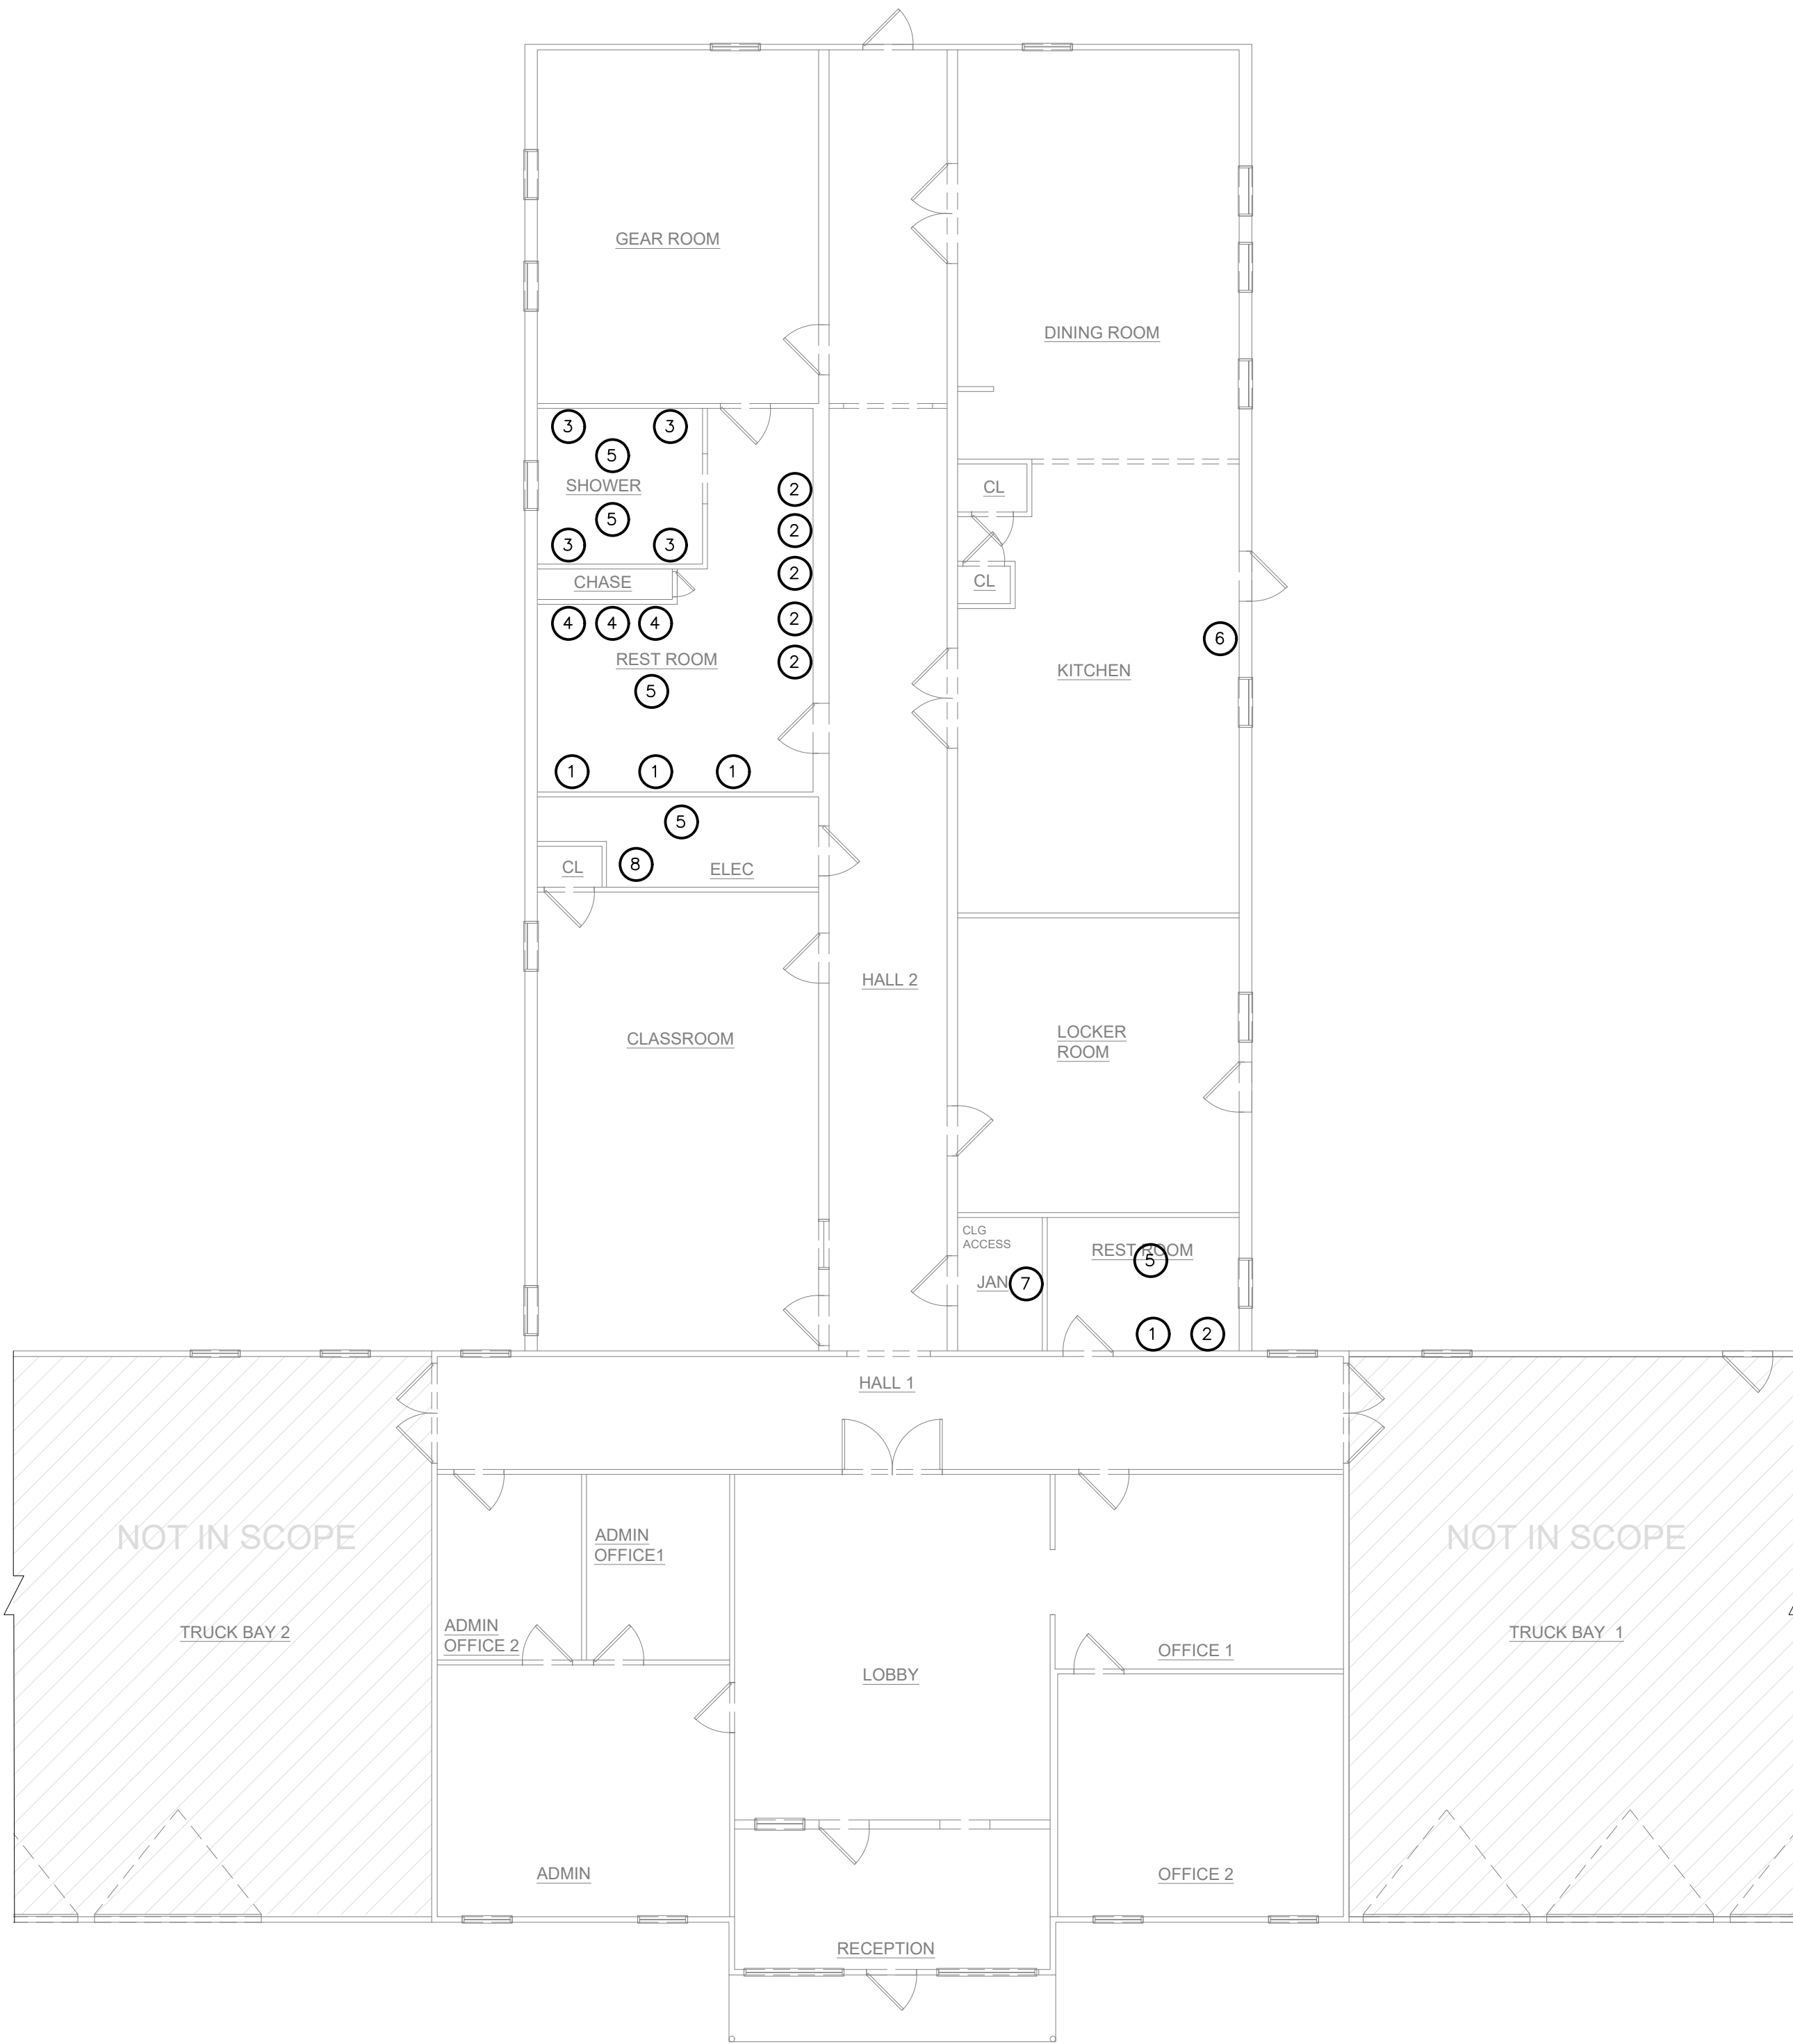 GEAR ROOM
DINING ROOM
3
3
5
SHOWER
2
CL
5
2
3
3
2
CHASE
CL
4
4
4
2
6
REST ROOM
2
KITCHEN
5
1
1
1
5
8
CL
ELEC
HALL 2
CLASSROOM
LOCKER
ROOM
CLG
ACCESS
REST ROOM
5
JAN
7
1
2
HALL 1
NOT IN SCOPE
ADMIN
OFFICE1
NOT IN SCOPE
TRUCK BAY 2
ADMIN
OFFICE 2
TRUCK BAY 1
OFFICE 1
LOBBY
ADMIN
OFFICE 2
RECEPTION